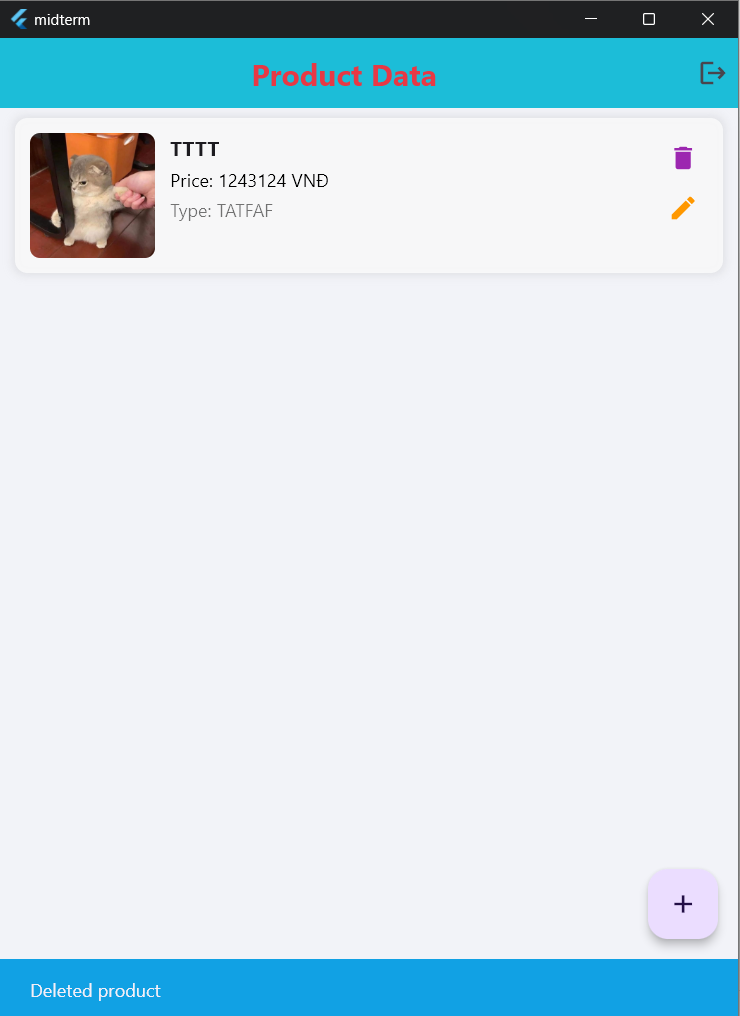 midterm
Product Data
TTTT
Price: 1243124 VNĐ
Type: TATFAF
Deleted product